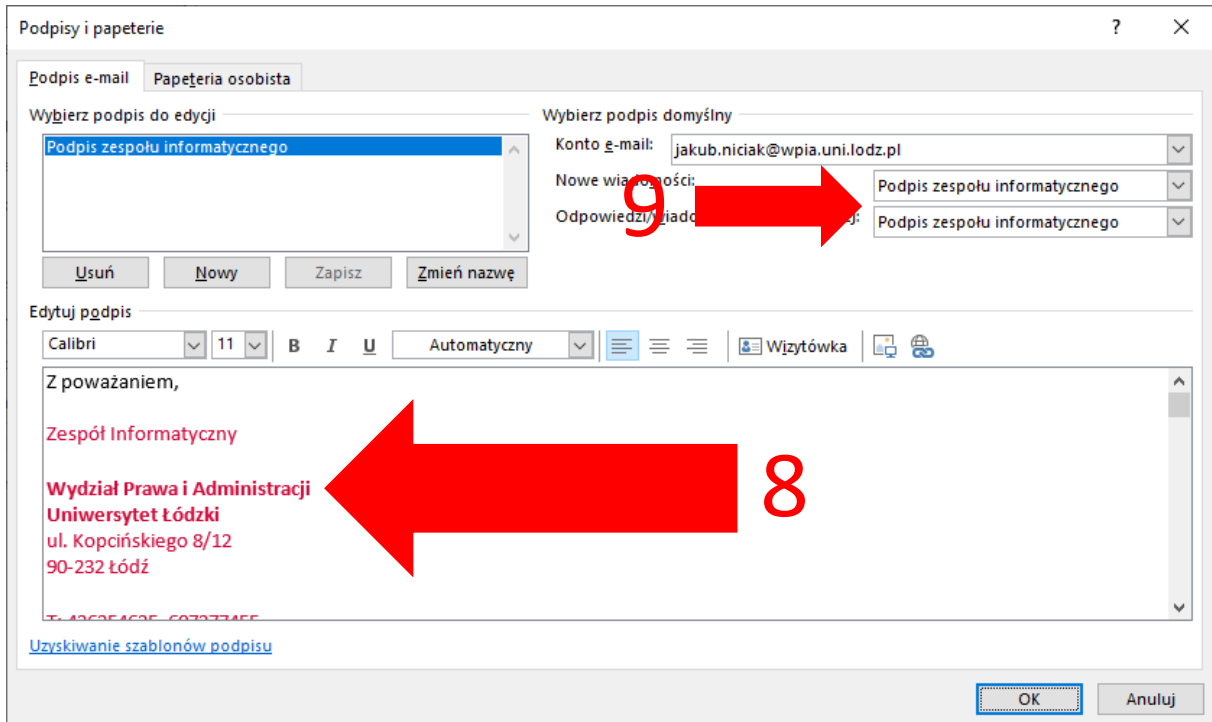 Podpisy i papeterie
? ×
Podpis e-mail Papeteria osobista
Wybierz podpis do edycji
Podpis zespołu informatycznego
Usuń Nowy Zapisz Zmień nazwę
Wybierz podpis domyślny
Konto e-mail: jakub.niciak@wpia.uni.lodz.pl
Nowe wiadomości: Podpis zespołu informatycznego
9
Odpowiedzi/ Podpis zespołu informatycznego
Edytuj podpis
Calibri 11 B I U Automatyczny Wizytówka
Z poważaniem,
Zespół Informatyczny
Wydział Prawa i Administracji
Uniwersytet Łódzki
ul. Kopcińskiego 8/12
90-232 Łódź
8
Uzyskiwanie szablonów podpisu
OK Anuluj